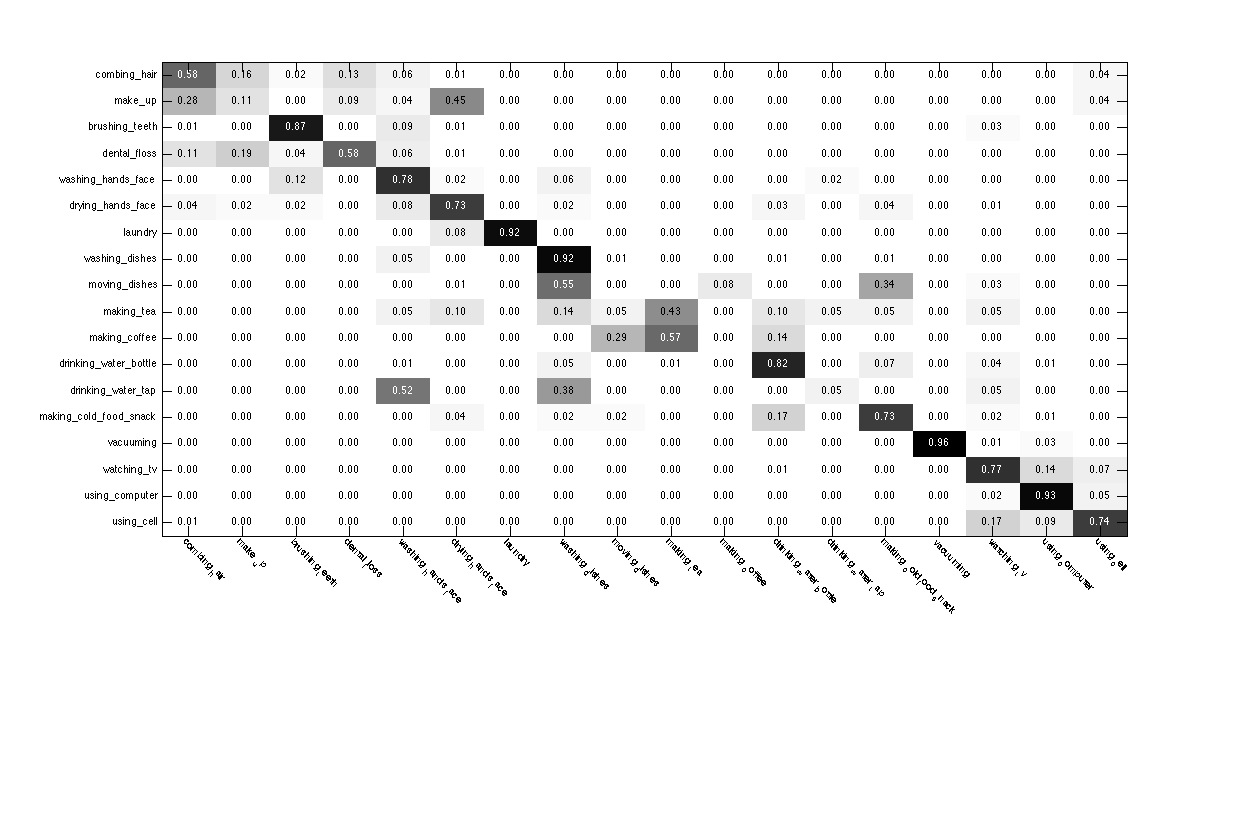 combing_hair 0.58 0.16 0.02 0.13 0.06 0.01 0.00 0.00 0.00 0.00 0.00 0.00 0.00 0.00 0.00 0.00 0.00 0.04
make_up 0.28 0.11 0.00 0.09 0.04 0.45 0.00 0.00 0.00 0.00 0.00 0.00 0.00 0.00 0.00 0.00 0.00 0.04
brushing_teeth 0.01 0.00 0.87 0.00 0.09 0.01 0.00 0.00 0.00 0.00 0.00 0.00 0.00 0.00 0.00 0.03 0.00 0.00
dental_floss 0.11 0.19 0.04 0.58 0.06 0.01 0.00 0.00 0.00 0.00 0.00 0.00 0.00 0.00 0.00 0.00 0.00 0.00
washing_hands_face 0.00 0.00 0.12 0.00 0.78 0.02 0.00 0.06 0.00 0.00 0.00 0.00 0.02 0.00 0.00 0.00 0.00 0.00
drying_hands_face 0.04 0.02 0.02 0.00 0.08 0.73 0.00 0.02 0.00 0.00 0.00 0.03 0.00 0.04 0.00 0.01 0.00 0.00
laundry 0.00 0.00 0.00 0.00 0.00 0.08 0.92 0.00 0.00 0.00 0.00 0.00 0.00 0.00 0.00 0.00 0.00 0.00
washing_dishes 0.00 0.00 0.00 0.00 0.05 0.00 0.00 0.92 0.01 0.00 0.00 0.01 0.00 0.01 0.00 0.00 0.00 0.00
moving_dishes 0.00 0.00 0.00 0.00 0.00 0.01 0.00 0.55 0.00 0.00 0.08 0.00 0.00 0.34 0.00 0.03 0.00 0.00
making_tea 0.00 0.00 0.00 0.00 0.05 0.10 0.00 0.14 0.05 0.43 0.00 0.10 0.05 0.05 0.00 0.05 0.00 0.00
making_coffee 0.00 0.00 0.00 0.00 0.00 0.00 0.00 0.00 0.29 0.57 0.00 0.14 0.00 0.00 0.00 0.00 0.00 0.00
drinking_water_bottle 0.00 0.00 0.00 0.00 0.01 0.00 0.00 0.05 0.00 0.01 0.00 0.82 0.00 0.07 0.00 0.04 0.01 0.00
drinking_water_tap 0.00 0.00 0.00 0.00 0.52 0.00 0.00 0.38 0.00 0.00 0.00 0.00 0.05 0.00 0.00 0.05 0.00 0.00
making_cold_food_snack 0.00 0.00 0.00 0.00 0.00 0.04 0.00 0.02 0.02 0.00 0.00 0.17 0.00 0.73 0.00 0.02 0.01 0.00
vacuuming 0.00 0.00 0.00 0.00 0.00 0.00 0.00 0.00 0.00 0.00 0.00 0.00 0.00 0.00 0.96 0.01 0.03 0.00
watching_tv 0.00 0.00 0.00 0.00 0.00 0.00 0.00 0.00 0.00 0.00 0.00 0.01 0.00 0.00 0.00 0.77 0.14 0.07
using_computer 0.00 0.00 0.00 0.00 0.00 0.00 0.00 0.00 0.00 0.00 0.00 0.00 0.00 0.00 0.00 0.02 0.93 0.05
using_cell 0.01 0.00 0.00 0.00 0.00 0.00 0.00 0.00 0.00 0.00 0.00 0.00 0.00 0.00 0.00 0.17 0.09 0.74
combing_hair make_up brushing_teeth dental_floss washing_hands_face drying_hands_face laundry washing_dishes moving_dishes making_tea making_coffee drinking_water_bottle drinking_water_tap making_cold_food_snack vacuuming watching_tv using_computer using_cell